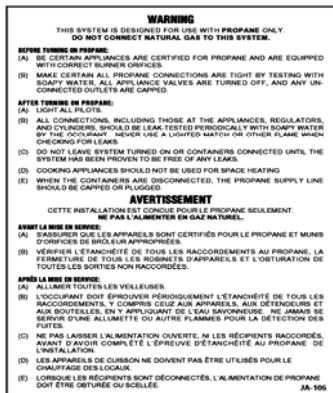 WARNING
THIS SYSTEM IS DESIGNED FOR USE WITH PROPANE ONLY.
DO NOT CONNECT NATURAL GAS TO THIS SYSTEM.
BEFORE TURNING ON PROPANE:
(A) BE CERTAIN APPLIANCES ARE CERTIFIED FOR PROPANE AND ARE EQUIPPED
WITH CORRECT BURNER ORIFICES.
(B) MAKE CERTAIN ALL PROPANE CONNECTIONS ARE TIGHT BY TESTING WITH
SOAPY WATER, ALL APPLIANCE VALVES ARE TURNED OFF, AND ANY UN-
CONNECTED OUTLETS ARE CAPPED.
AFTER TURNING ON PROPANE:
(A) LIGHT ALL PILOTS.
(B) ALL CONNECTIONS, INCLUDING THOSE AT THE APPLIANCES, REGULATORS,
AND CYLINDERS, SHOULD BE LEAK-TESTED PERIODICALLY WITH SOAPY WATER
BY THE OCCUPANT. NEVER USE A LIGHTED MATCH OR OTHER FLAME WHEN
CHECKING FOR LEAKS.
(C) DO NOT LEAVE SYSTEM TURNED ON OR CONTAINERS CONNECTED UNTIL THE
SYSTEM HAS BEEN PROVEN TO BE FREE OF ANY LEAKS.
(D) COOKING APPLIANCES SHOULD NOT BE USED FOR SPACE HEATING
(E) WHEN THE CONTAINERS ARE DISCONNECTED, THE PROPANE SUPPLY LINE
SHOULD BE CAPPED OR PLUGGED.
AVERTISSEMENT
CETTE INSTALLATION EST CONÇUE POUR LE PROPANE SEULEMENT.
NE PAS L'ALIMENTER EN GAZ NATUREL.
AVANT LA MISE EN SERVICE:
(A) S'ASSURER QUE LES APPAREILS SONT CERTIFIÉS POUR LE PROPANE ET MUNIS
D'ORIFICES DE BRÛLEUR APPROPRIÉES.
(B) VÉRIFIER L'ÉTANCHÉITÉ DE TOUS LES RACCORDEMENTS AU PROPANE, LA
FERMETURE DE TOUS LES ROBINETS D'APPAREILS ET L'OBTURATION DE
TOUTES LES SORTIES NON RACCORDÉES.
APRÈS LA MISE EN SERVICE:
(A) ALLUMER TOUTES LES VEILLEUSES.
(B) L'OCCUPANT DOIT ÉPROUVER PÉRIODIQUEMENT L'ÉTANCHÉITÉ DE TOUS LES
RACCORDEMENTS, Y COMPRIS CEUX AUX APPAREILS, AUX DÉTENDEURS ET
AUX BOUTEILLES, EN Y APPLIQUANT DE L'EAU SAVONNEUSE. NE JAMAIS SE
SERVIR D'UNE ALLUMETTE OU AUTRE FLAMMES POUR LA DÉTECTION DES
FUITES.
(C) NE PAS LAISSER L'ALIMENTATION OUVERTE, NI LES RÉCIPIENTS RACCORDÉS,
AVANT D'AVOIR COMPLÉTÉ L'ÉPREUVE D'ÉTANCHÉITÉ AU PROPANE DE
L'INSTALLATION.
(D) LES APPAREILS DE CUISSON NE DOIVENT PAS ÊTRE UTILISÉS POUR LE
CHAUFFAGE DES LOCAUX.
(E) LORSQUE LES RÉCIPIENTS SONT DÉCONNECTÉS, L'ALIMENTATION DE PROPANE
DOIT ÊTRE OBTURÉE OU SCELLÉE.
JA-105